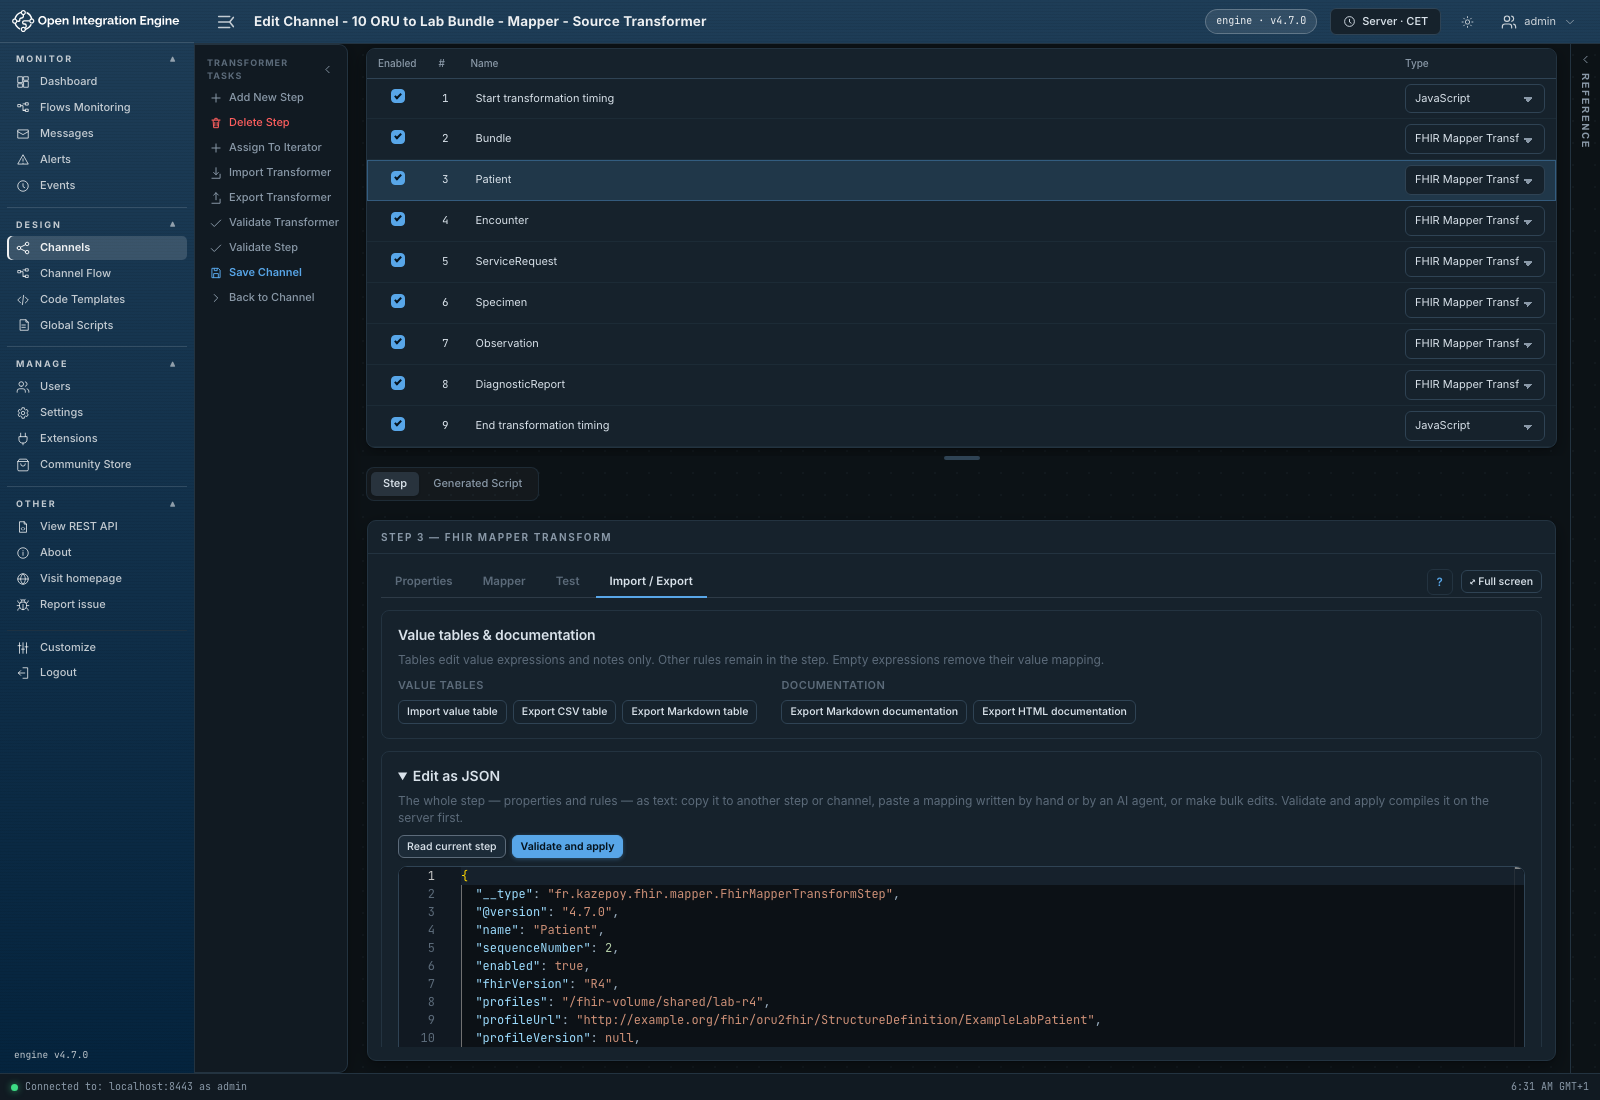 Open Integration Engine
Edit Channel - 10 ORU to Lab Bundle - Mapper - Source Transformer
engine · v4.7.0
Server · CET
admin
MONITOR
Dashboard
Flows Monitoring
Messages
Alerts
Events
DESIGN
Channels
Channel Flow
Code Templates
Global Scripts
MANAGE
Users
Settings
Extensions
Community Store
OTHER
View REST API
About
Visit homepage
Report issue
Customize
Logout
engine v4.7.0
TRANSFORMER
TASKS
Add New Step
Delete Step
Assign To Iterator
Import Transformer
Export Transformer
Validate Transformer
Validate Step
Save Channel
Back to Channel
Enabled # Name Type
1 Start transformation timing JavaScript
2 Bundle FHIR Mapper Transf
3 Patient FHIR Mapper Transf
4 Encounter FHIR Mapper Transf
5 ServiceRequest FHIR Mapper Transf
6 Specimen FHIR Mapper Transf
7 Observation FHIR Mapper Transf
8 DiagnosticReport FHIR Mapper Transf
9 End transformation timing JavaScript
REFERENCE
Step Generated Script
STEP 3 — FHIR MAPPER TRANSFORM
Properties Mapper Test Import / Export ? Full screen
Value tables & documentation
Tables edit value expressions and notes only. Other rules remain in the step. Empty expressions remove their value mapping.
VALUE TABLES DOCUMENTATION
Import value table Export CSV table Export Markdown table Export Markdown documentation Export HTML documentation
▼ Edit as JSON
The whole step — properties and rules — as text: copy it to another step or channel, paste a mapping written by hand or by an AI agent, or make bulk edits. Validate and apply compiles it on the
server first.
Read current step Validate and apply
1 {
2 "__type": "fr.kazepoy.fhir.mapper.FhirMapperTransformStep",
3 "@version": "4.7.0",
4 "name": "Patient",
5 "sequenceNumber": 2,
6 "enabled": true,
7 "fhirVersion": "R4",
8 "profiles": "/fhir-volume/shared/lab-r4",
9 "profileUrl": "http://example.org/fhir/oru2fhir/StructureDefinition/ExampleLabPatient",
10 "profileVersion": null,
Connected to: localhost:8443 as admin
6:31 AM GMT+1